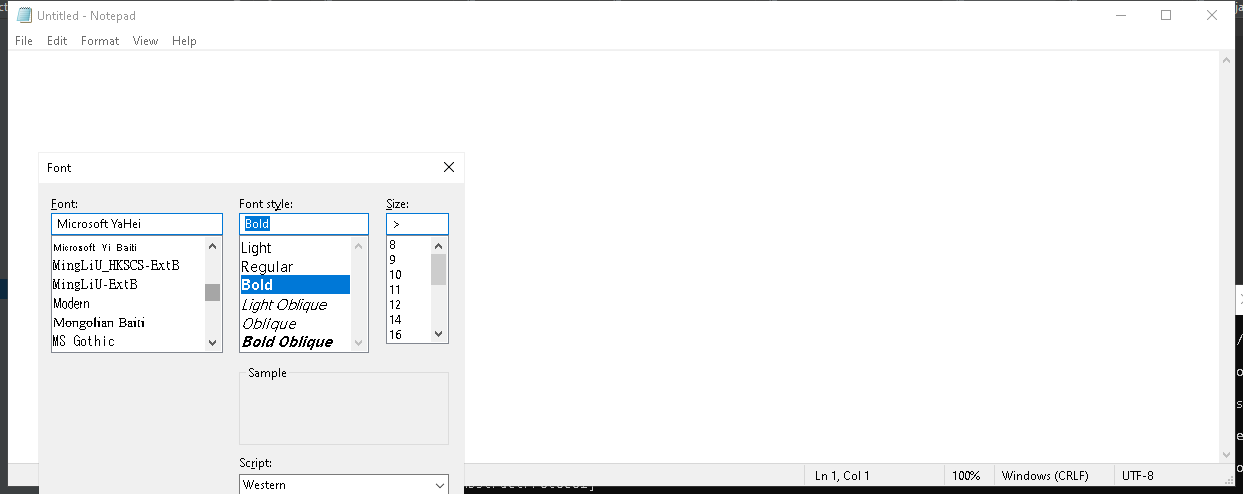 Untitled - Notepad
File Edit Format View Help
Font
Font: Font style: Size:
Microsoft YaHei Bold >
Microsoft Yi Baiti Light 8
MingLiU_HKSCS-ExtB Regular 9
MingLiU-ExtB Bold 10
Modern Light Oblique 11
Mongolian Baiti Oblique 12
MS Gothic Bold Oblique 14
16
Sample
Script:
Western
Ln 1, Col 1 100% Windows (CRLF) UTF-8